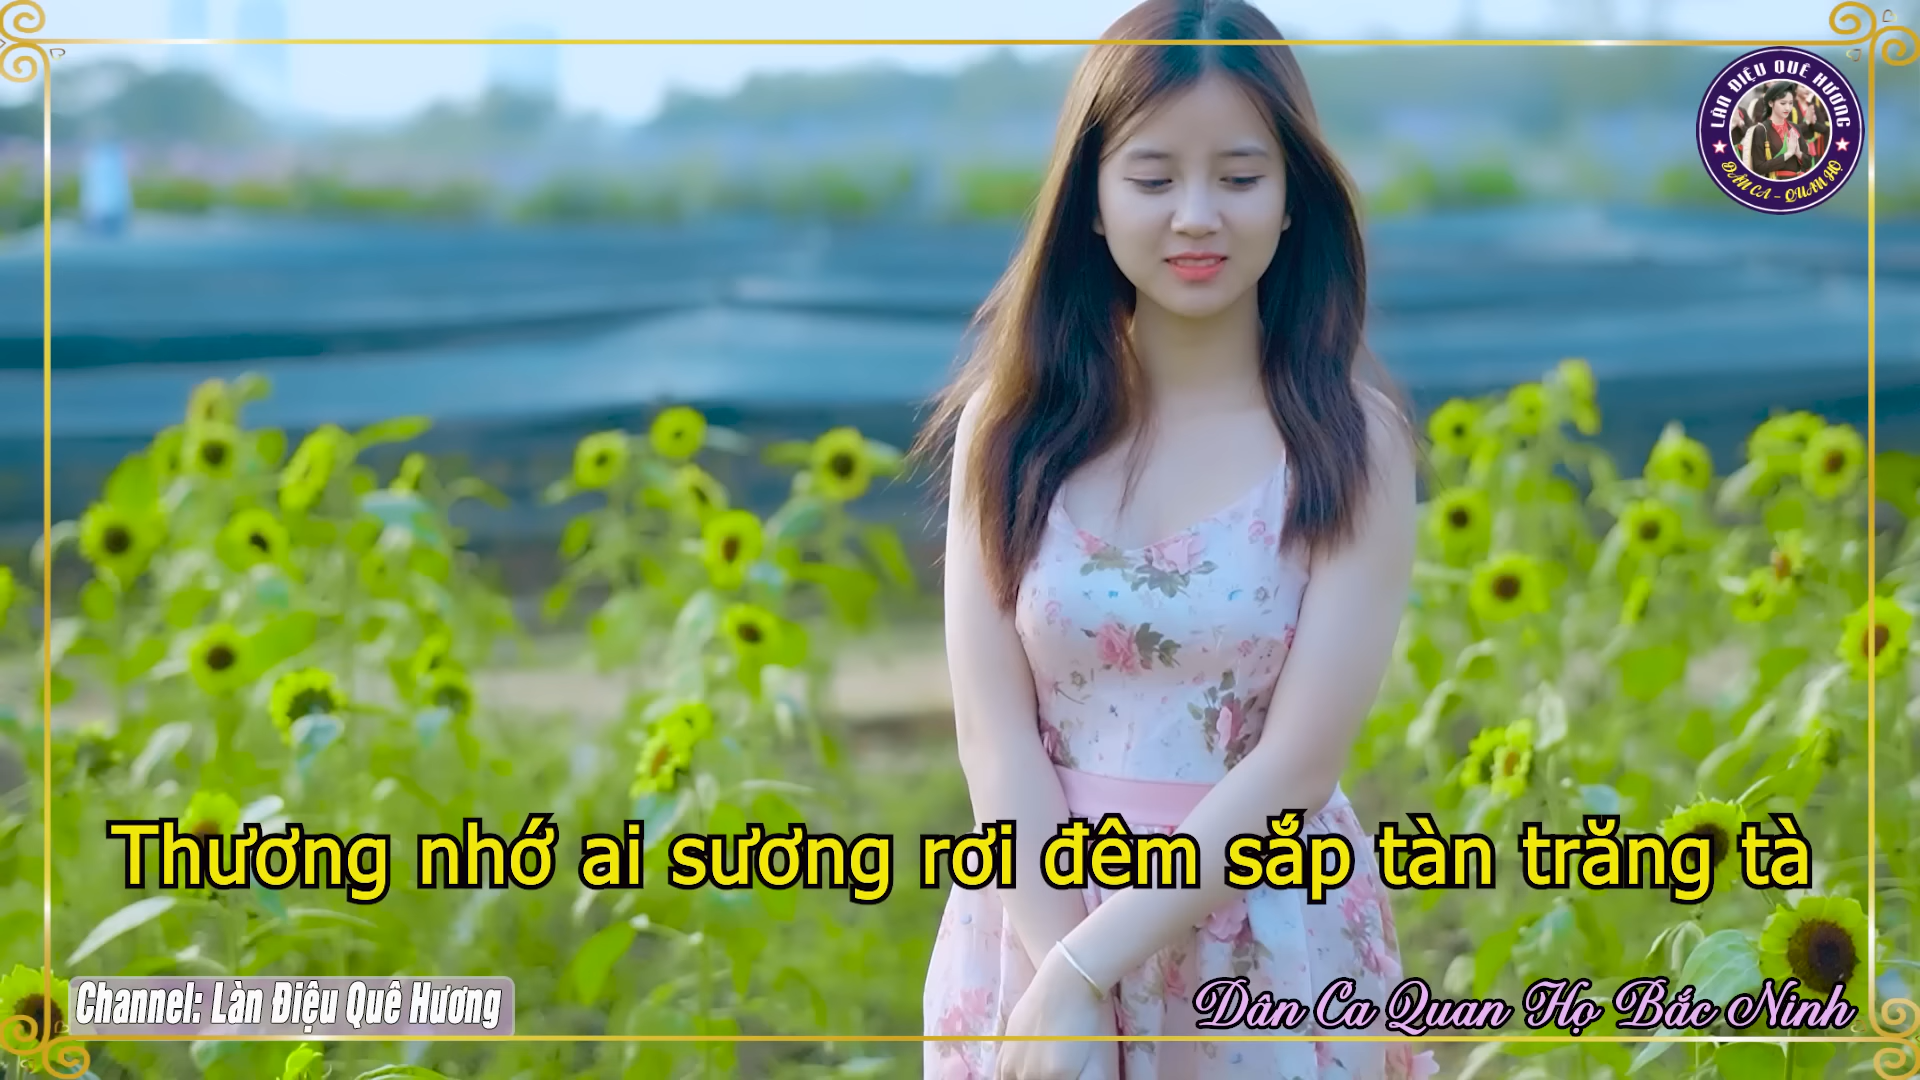 LÀN ĐIỆU QUÊ HƯƠNG
DÂN CA - QUAN HỌ
Thương nhớ ai sương rơi đêm sắp tàn trăng tà
Channel: Làn Điệu Quê Hương
Dân Ca Quan Họ Bắc Ninh